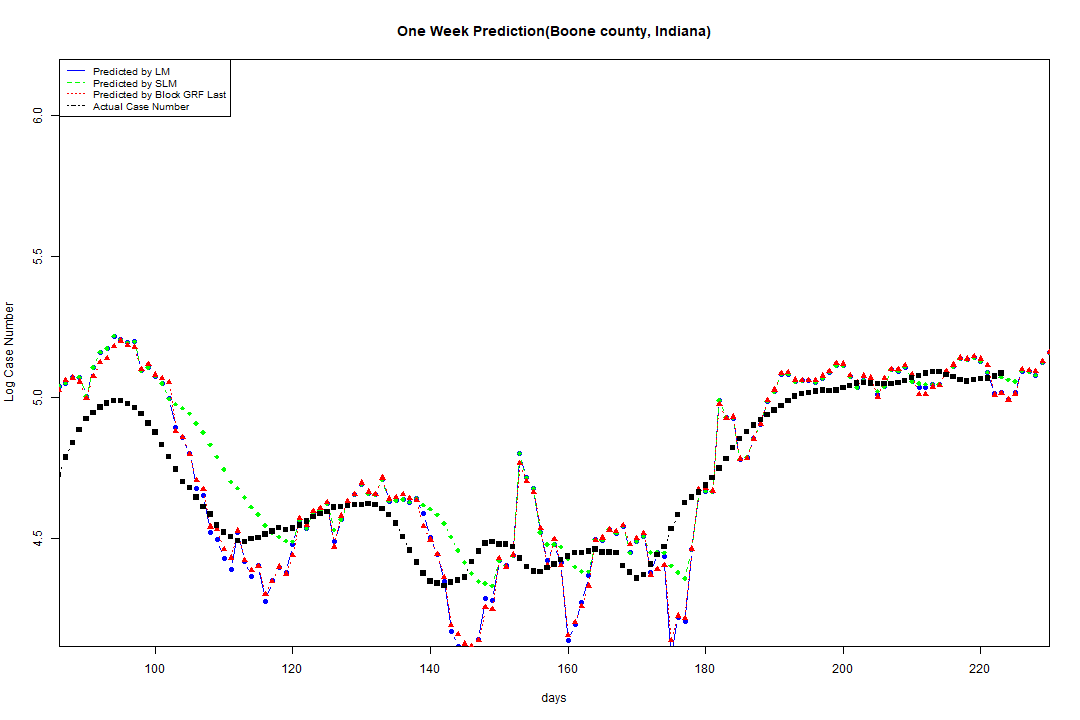 One Week Prediction(Boone county, Indiana)
Predicted by LM
Predicted by SLM
Predicted by Block GRF Last
Actual Case Number
6.0
5.5
5.0
4.5
Log Case Number
100 120 140 160 180 200 220
days